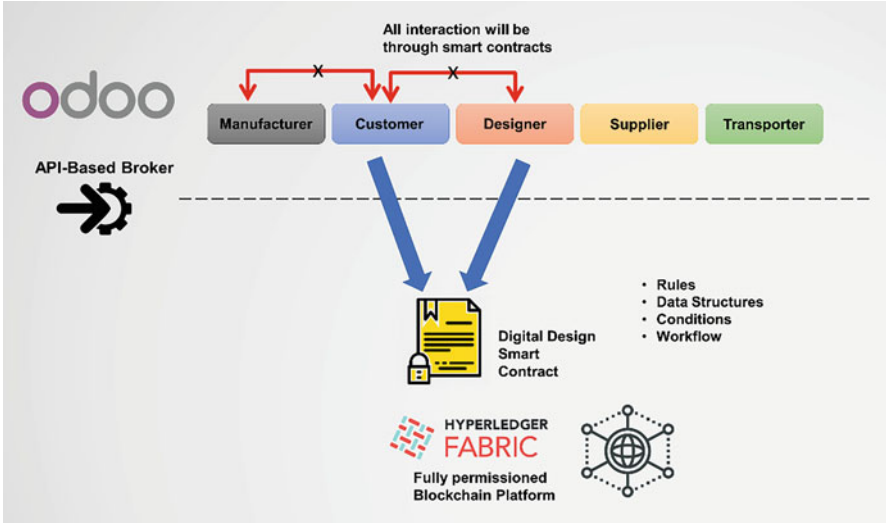 All interaction will be
through smart contracts
X
X
odoo
Manufacturer
Customer
Designer
Supplier
Transporter
API-Based Broker
• Rules
• Data Structures
• Conditions
• Workflow
Digital Design
Smart
Contract
HYPERLEDGER
FABRIC
Fully permissioned
Blockchain Platform